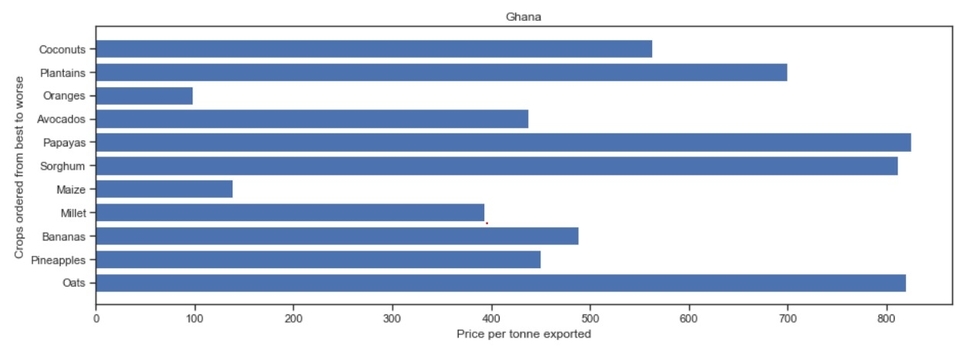 Ghana
Crops ordered from best to worse
Coconuts
Plantains
Oranges
Avocados
Papayas
Sorghum
Maize
Millet
Bananas
Pineapples
Oats
0 100 200 300 400 500 600 700 800
Price per tonne exported